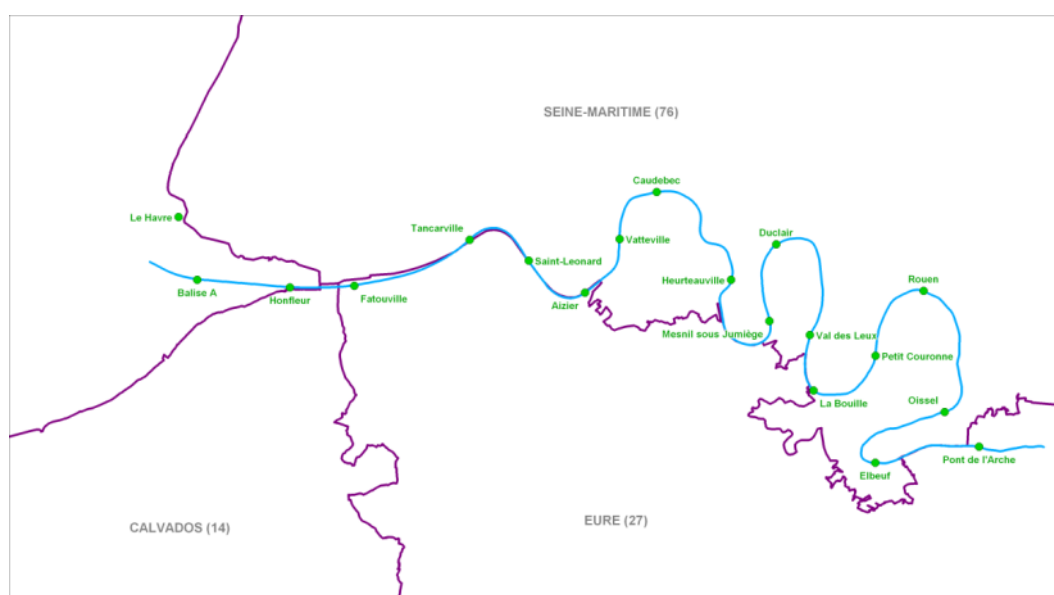 SEINE-MARITIME (76)
Caudebec
Le Havre
Tancarville
Vatteville
Duclair
Saint-Leonard
Balise A
Honfleur
Fatouville
Aizier
Heurteauville
Rouen
Mesnil sous Jumiège
Val des Leux
Petit Couronne
La Bouille
Oissel
Elbeuf
Pont de l'Arche
CALVADOS (14)
EURE (27)